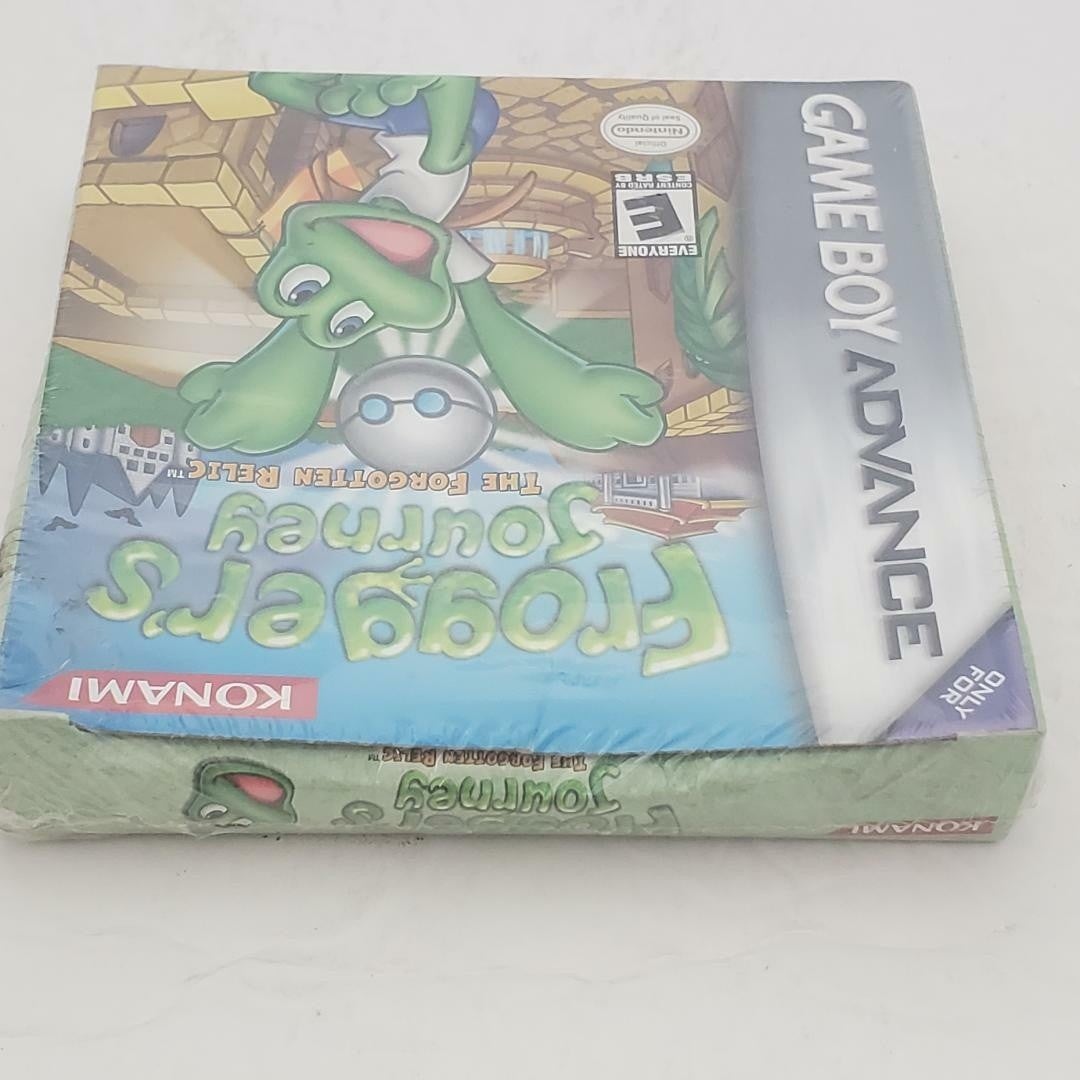 GAME BOY ADVANCE
ONLY
FOR
KONAMI
Frogger's
Journey
THE FORGOTTEN RELIC™
EVERYONE
E
®
CONTENT RATED BY
ESRB
Official
Nintendo
Seal of Quality
KONAMI
Frogger's
Journey
THE FORGOTTEN RELIC™